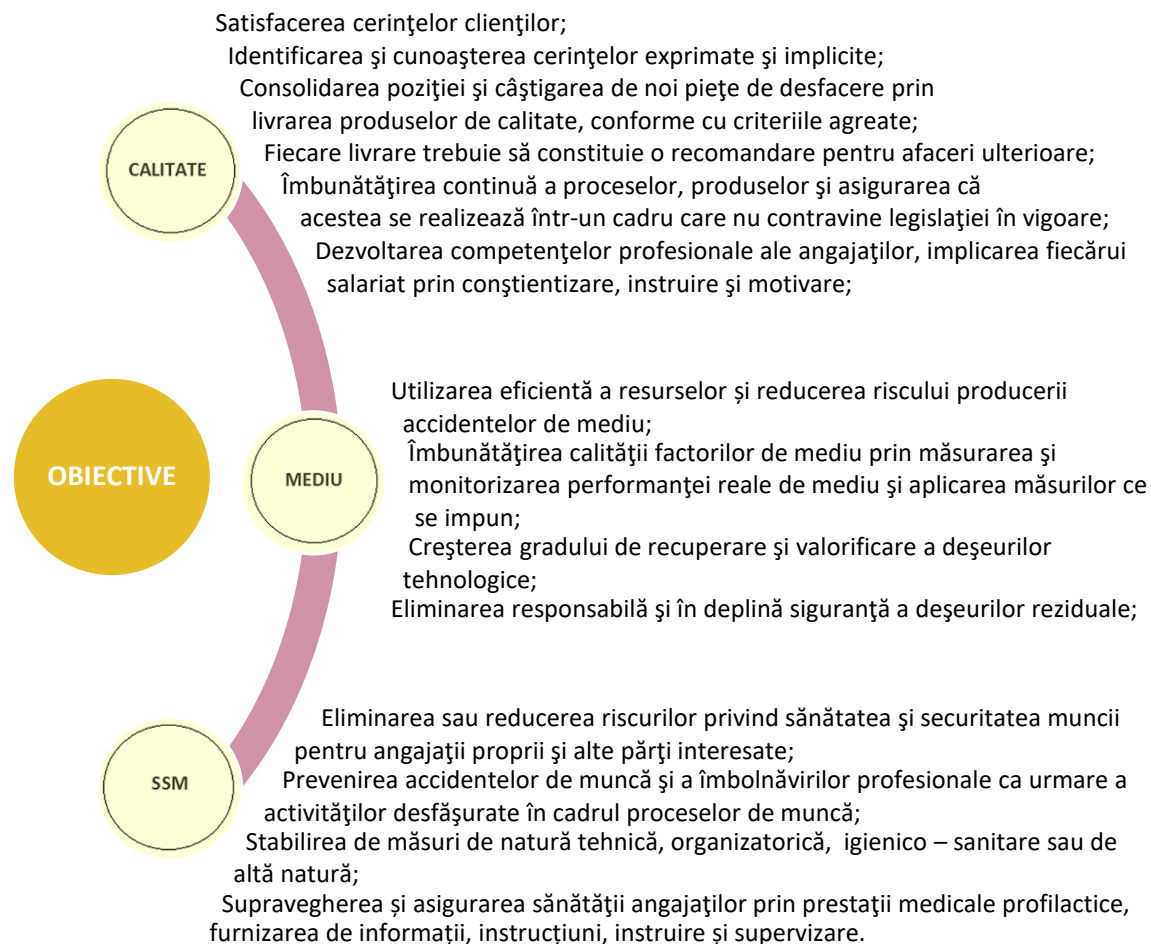 Satisfacerea cerinţelor clienţilor;
Identificarea şi cunoaşterea cerinţelor exprimate şi implicite;
Consolidarea poziţiei şi câştigarea de noi pieţe de desfacere prin
livrarea produselor de calitate, conforme cu criteriile agreate;
Fiecare livrare trebuie să constituie o recomandare pentru afaceri ulterioare;
Îmbunătăţirea continuă a proceselor, produselor şi asigurarea că
acestea se realizează într-un cadru care nu contravine legislaţiei în vigoare;
Dezvoltarea competenţelor profesionale ale angajaţilor, implicarea fiecărui
salariat prin conştientizare, instruire şi motivare;
CALITATE
OBIECTIVE
MEDIU
Utilizarea eficientă a resurselor și reducerea riscului producerii
accidentelor de mediu;
Îmbunătăţirea calităţii factorilor de mediu prin măsurarea şi
monitorizarea performanţei reale de mediu şi aplicarea măsurilor ce
se impun;
Creşterea gradului de recuperare şi valorificare a deşeurilor
tehnologice;
Eliminarea responsabilă şi în deplină siguranţă a deşeurilor reziduale;
SSM
Eliminarea sau reducerea riscurilor privind sănătatea şi securitatea muncii
pentru angajaţii proprii şi alte părţi interesate;
Prevenirea accidentelor de muncă şi a îmbolnăvirilor profesionale ca urmare a
activităţilor desfăşurate în cadrul proceselor de muncă;
Stabilirea de măsuri de natură tehnică, organizatorică, igienico – sanitare sau de
altă natură;
Supravegherea și asigurarea sănătăţii angajaţilor prin prestaţii medicale profilactice,
furnizarea de informaţii, instrucţiuni, instruire și supervizare.